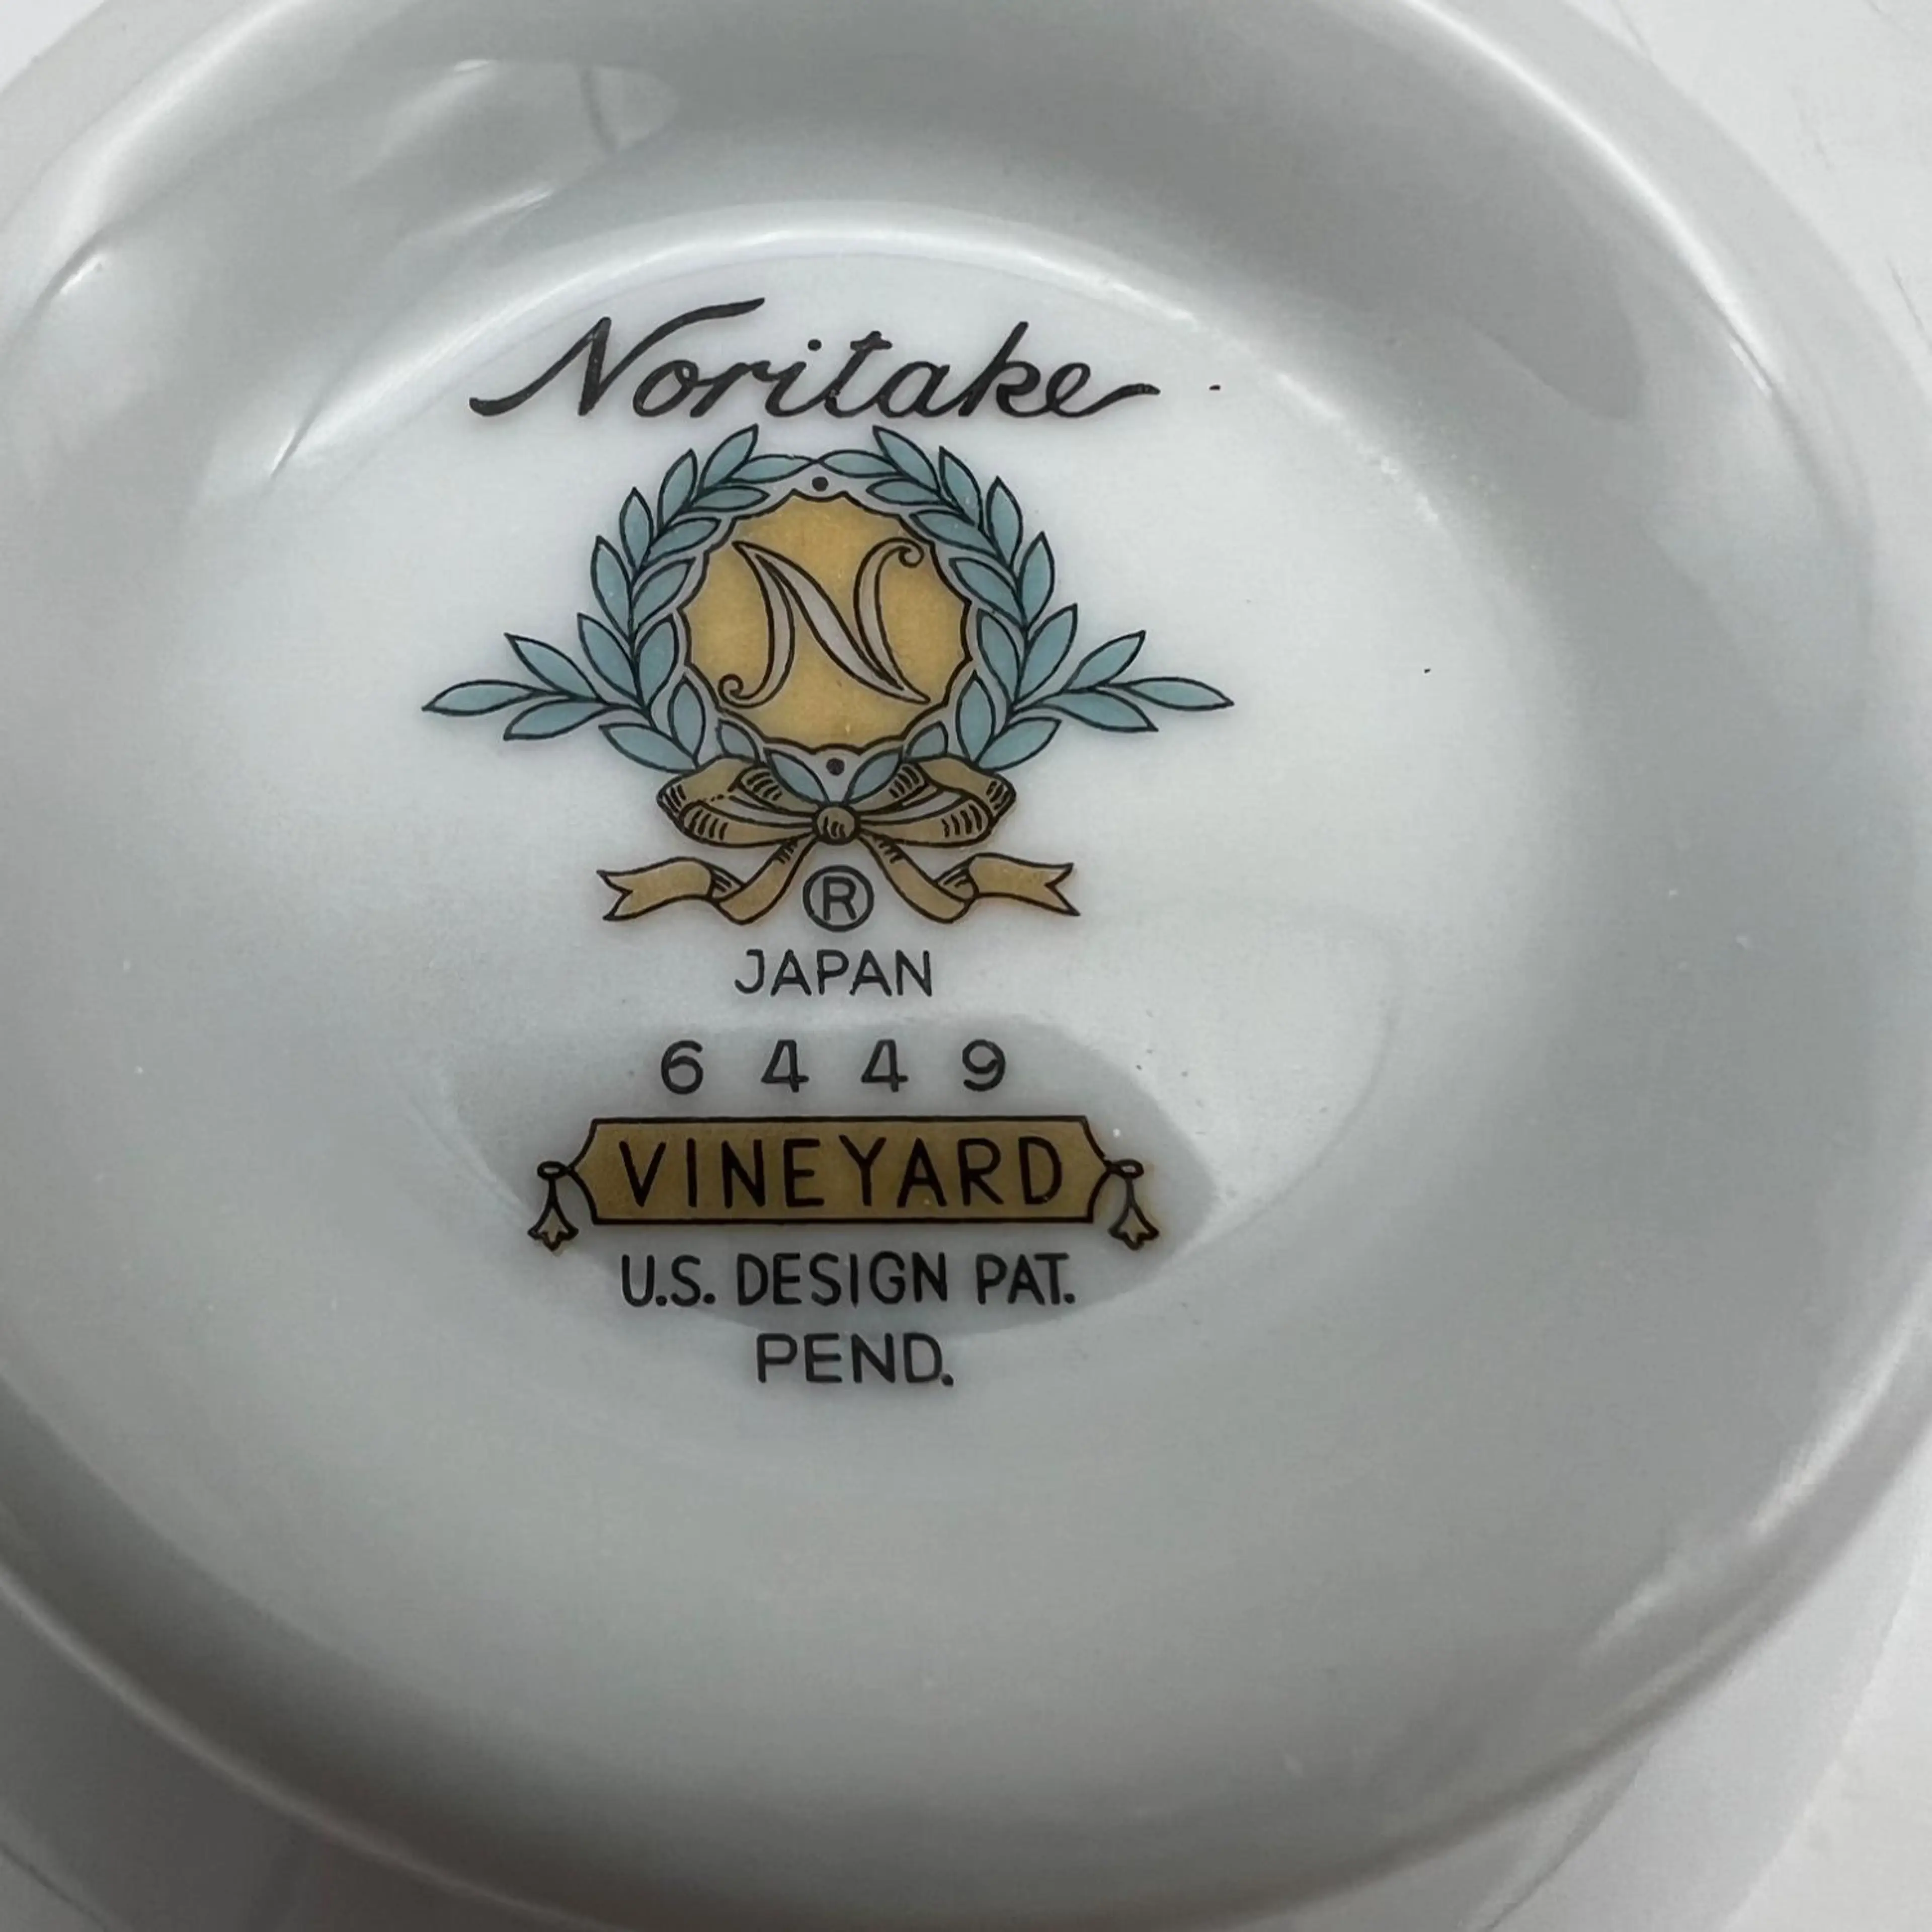 Noritake
N
®
JAPAN
6449
VINEYARD
U.S. DESIGN PAT.
PEND.